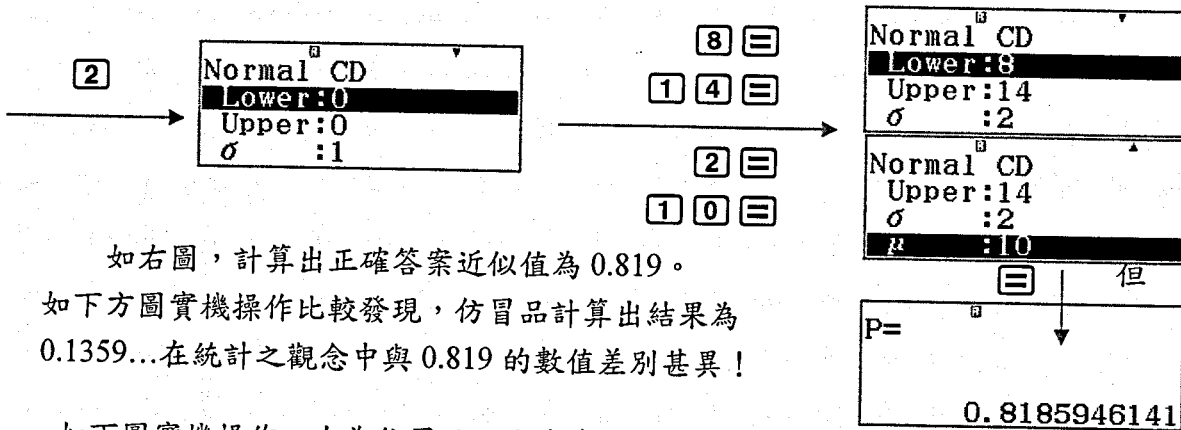 2
Normal CD
Lower:0
Upper:0
σ :1
8 =
1 4 =
2 =
1 0 =
Normal CD
Lower:8
Upper:14
σ :2
Normal CD
Upper:14
σ :2
μ :10
= 但
P=
0.8185946141
如右圖，計算出正確答案近似值為 0.819。
如下方圖實機操作比較發現，仿冒品計算出結果為
0.1359…在統計之觀念中與 0.819 的數值差別甚異！